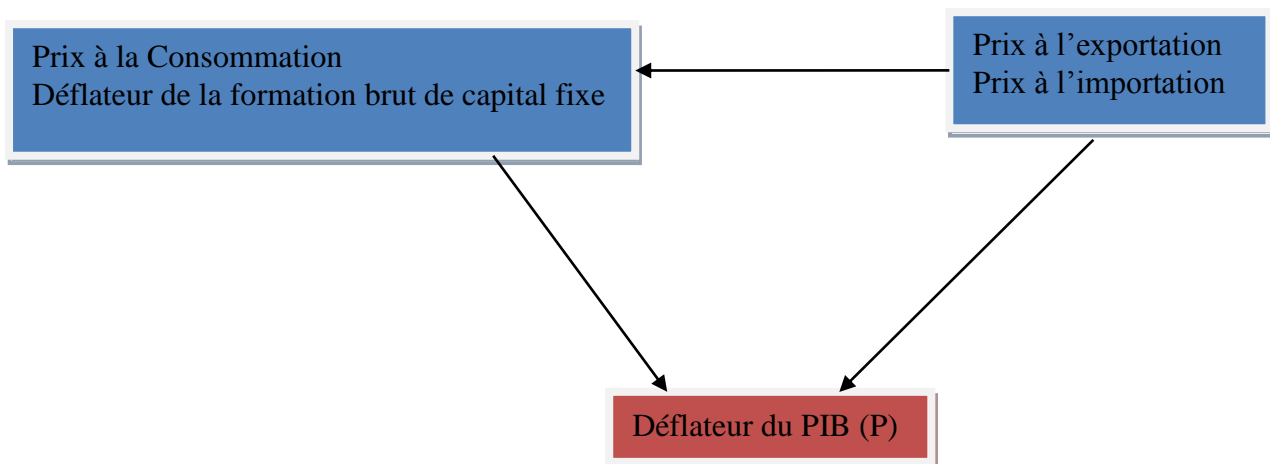 Prix à la Consommation
Déflateur de la formation brut de capital fixe
Prix à l’exportation
Prix à l’importation
Déflateur du PIB (P)